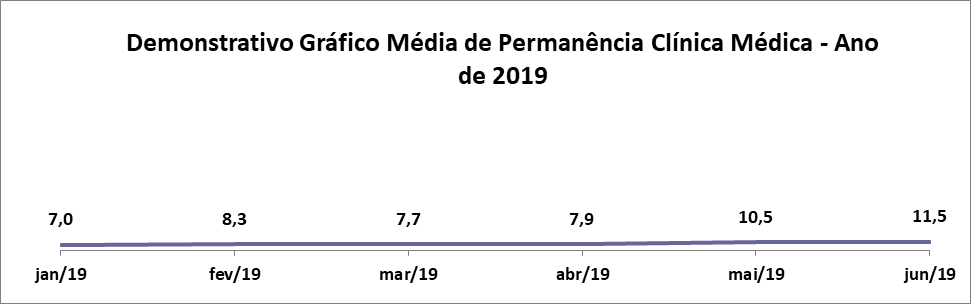 Demonstrativo Gráfico Média de Permanência Clínica Médica - Ano
de 2019
7,0 8,3 7,7 7,9 10,5 11,5
jan/19 fev/19 mar/19 abr/19 mai/19 jun/19